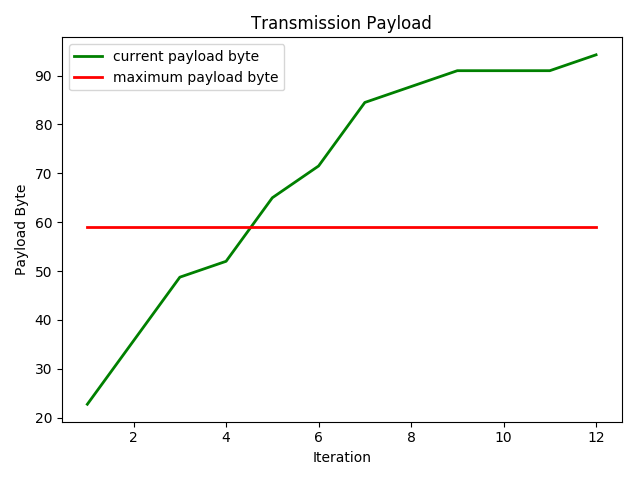 Transmission Payload
current payload byte
maximum payload byte
90
80
70
60
50
40
30
20
Payload Byte
2 4 6 8 10 12
Iteration